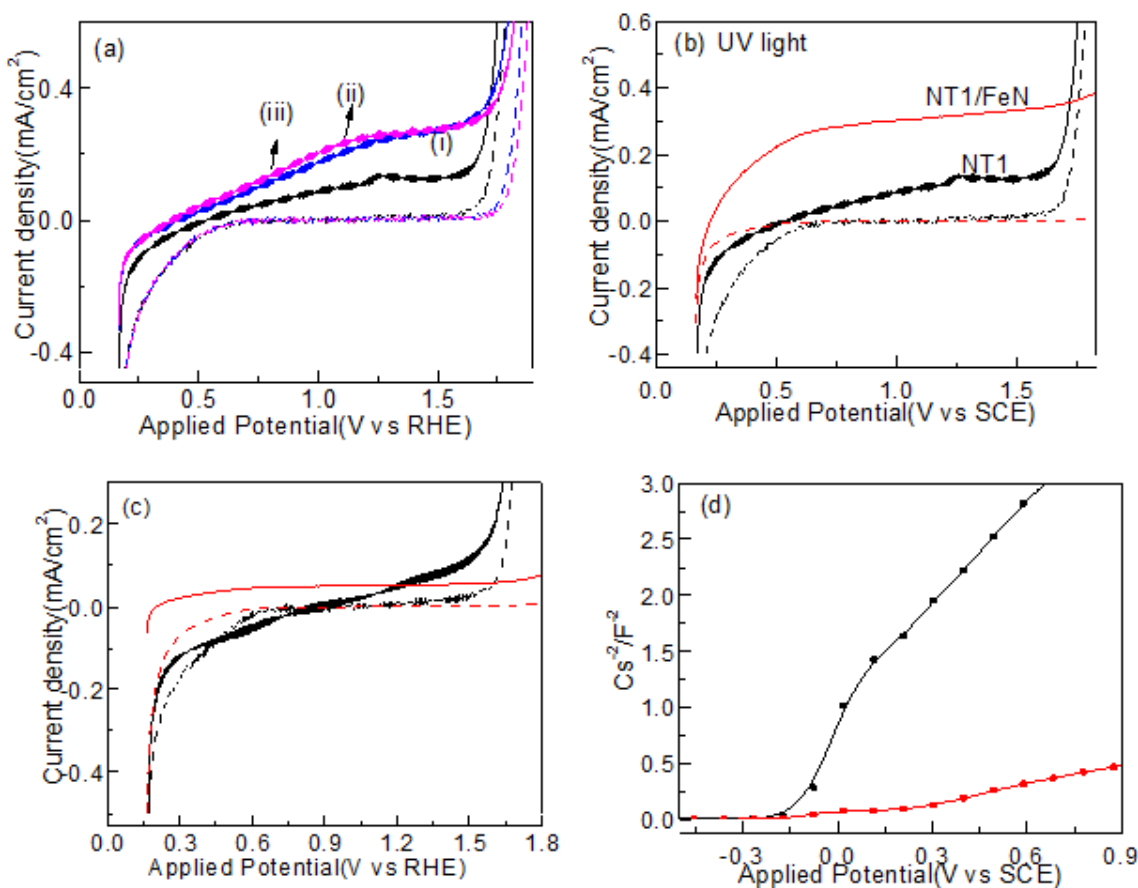 (a)
(iii)
(ii)
(i)
Current density(mA/cm²)
0.4
0.0
-0.4
0.0 0.5 1.0 1.5
Applied Potential(V vs RHE)
(b) UV light
NT1/FeN
NT1
Current density(mA/cm²)
0.6
0.4
0.2
0.0
-0.2
-0.4
0.0 0.5 1.0 1.5
Applied Potential(V vs SCE)
(c)
Current density(mA/cm²)
0.2
-0.0
-0.2
-0.4
0.0 0.3 0.6 0.9 1.2 1.5 1.8
Applied Potential(V vs RHE)
(d)
Cs⁻²/F⁻²
3.0
2.5
2.0
1.5
1.0
0.5
0.0
-0.3 0.0 0.3 0.6 0.9
Applied Potential(V vs SCE)